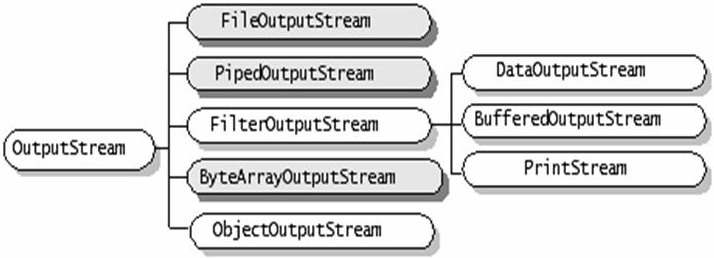 OutputStream
FileOutputStream
PipedOutputStream
FilterOutputStream
ByteArrayOutputStream
ObjectOutputStream
DataOutputStream
BufferedOutputStream
PrintStream